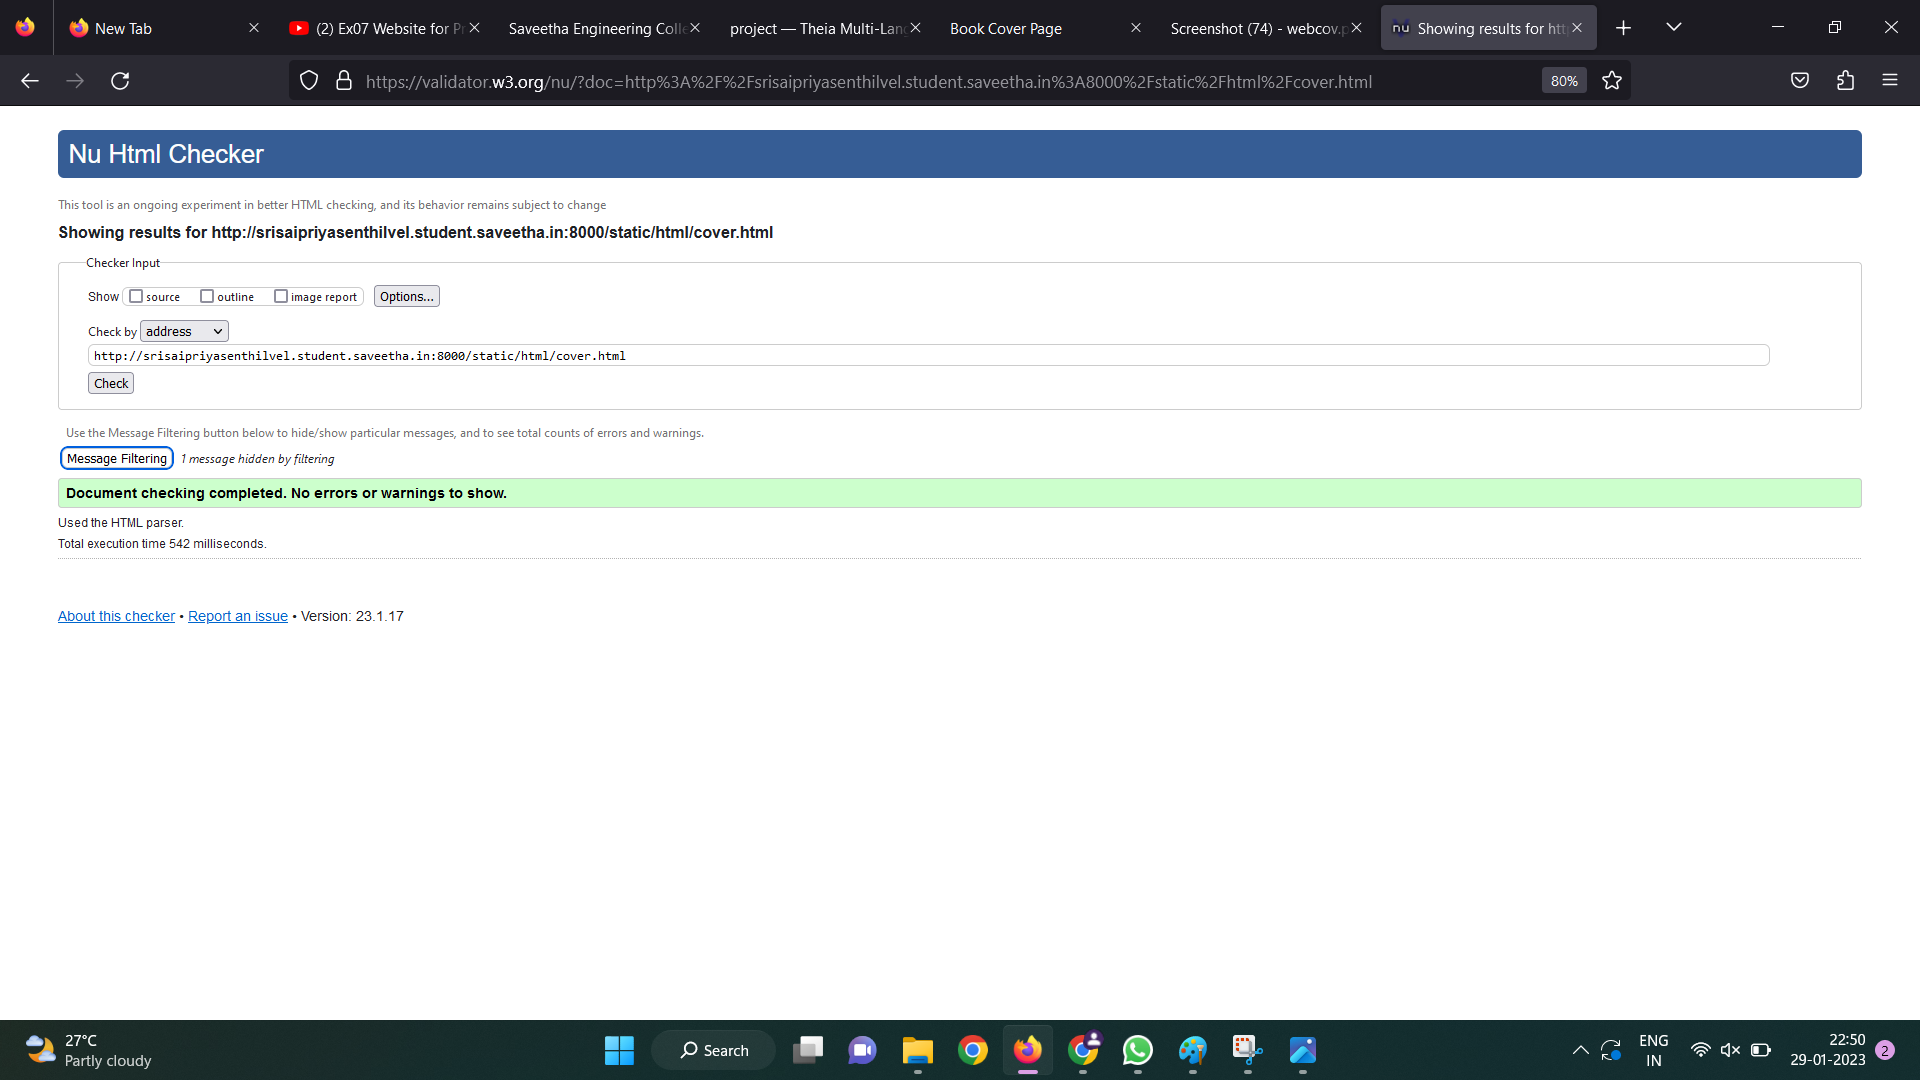 New Tab
(2) Ex07 Website for P
Saveetha Engineering Colle
project — Theia Multi-Lang
Book Cover Page
Screenshot (74) - webcov.p
nu Showing results for htt
https://validator.w3.org/nu/?doc=http%3A%2F%2Fsrisaipriyasenthilvel.student.saveetha.in%3A8000%2Fstatic%2Fhtml%2Fcover.html
80%
Nu Html Checker
This tool is an ongoing experiment in better HTML checking, and its behavior remains subject to change
Showing results for http://srisaipriyasenthilvel.student.saveetha.in:8000/static/html/cover.html
Checker Input
Show source outline image report Options...
Check by address
http://srisaipriyasenthilvel.student.saveetha.in:8000/static/html/cover.html
Check
Use the Message Filtering button below to hide/show particular messages, and to see total counts of errors and warnings.
Message Filtering 1 message hidden by filtering
Document checking completed. No errors or warnings to show.
Used the HTML parser.
Total execution time 542 milliseconds.
About this checker • Report an issue • Version: 23.1.17
27°C
Partly cloudy
Search
ENG
IN
22:50
29-01-2023
2